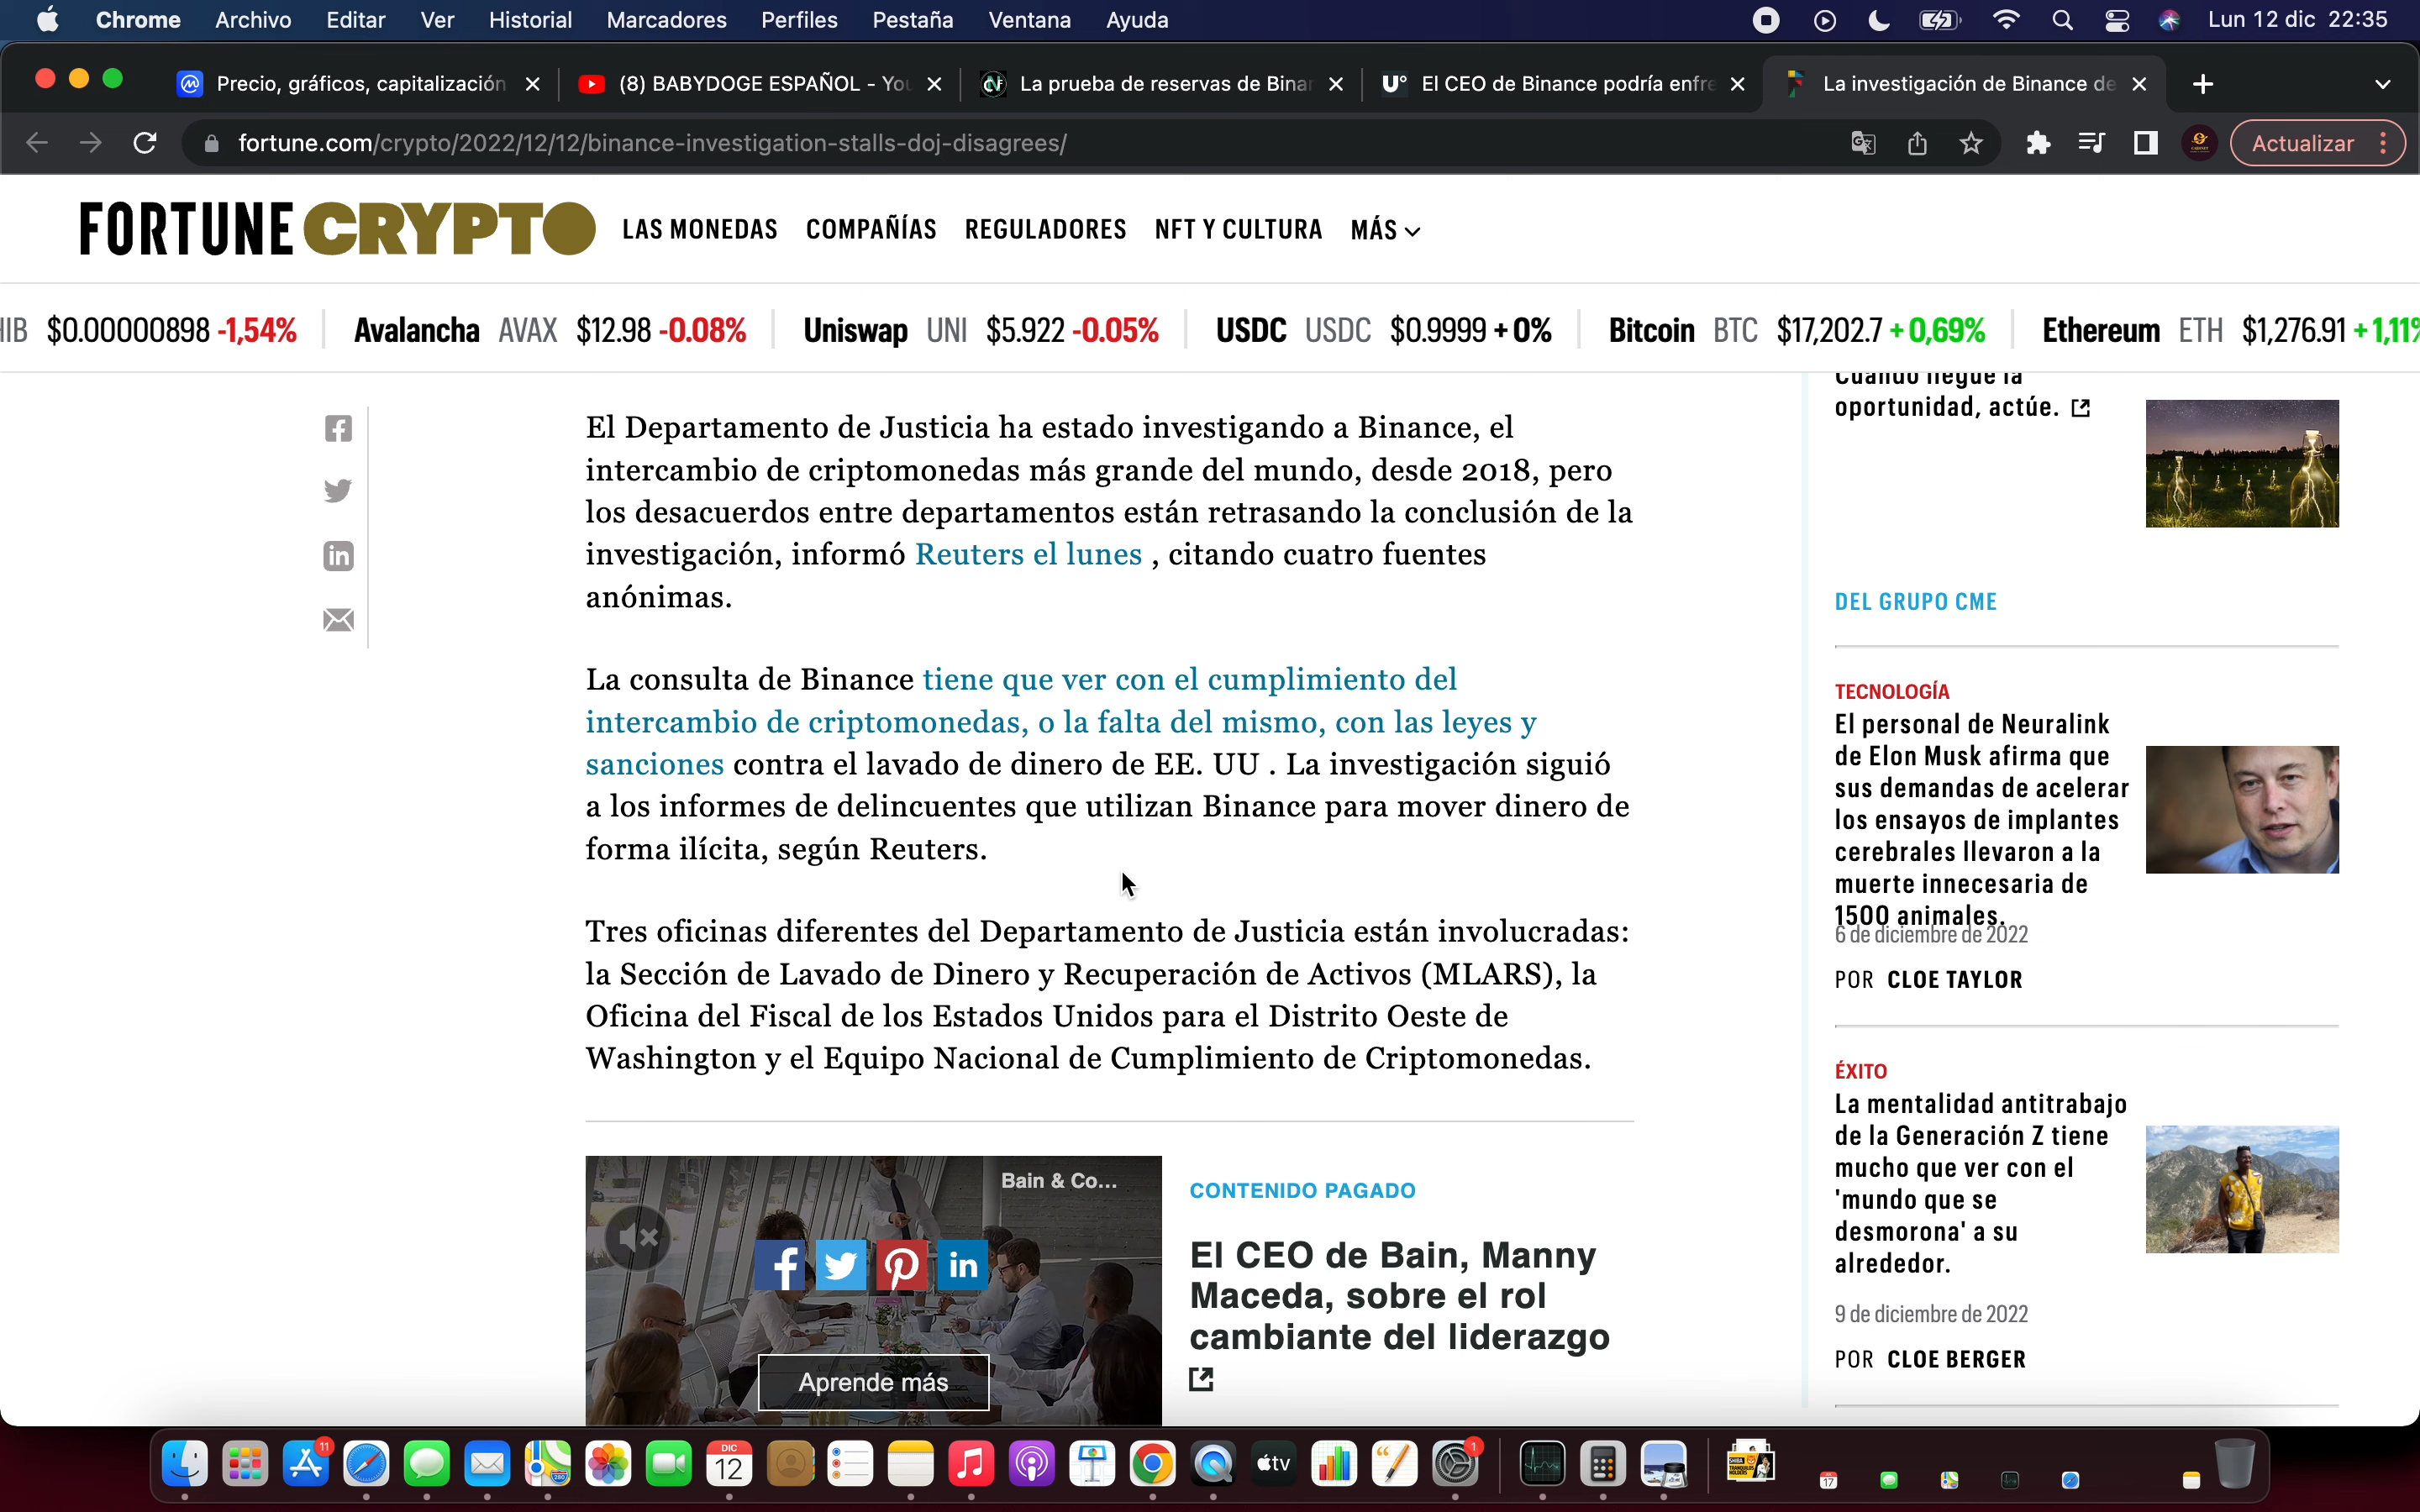 Chrome Archivo Editar Ver Historial Marcadores Perfiles Pestaña Ventana Ayuda Lun 12 dic 22:35
Precio, gráficos, capitalización (8) BABYDOGE ESPAÑOL - You La prueba de reservas de Binan El CEO de Binance podría enfre La investigación de Binance de
fortune.com/crypto/2022/12/12/binance-investigation-stalls-doj-disagrees/ Actualizar
FORTUNE CRYPTO LAS MONEDAS COMPAÑÍAS REGULADORES NFT Y CULTURA MÁS
HIB $0.00000898 -1,54% Avalancha AVAX $12.98 -0.08% Uniswap UNI $5.922 -0.05% USDC USDC $0.9999 +0% Bitcoin BTC $17,202.7 +0,69% Ethereum ETH $1,276.91 +1,11%
El Departamento de Justicia ha estado investigando a Binance, el
intercambio de criptomonedas más grande del mundo, desde 2018, pero
los desacuerdos entre departamentos están retrasando la conclusión de la
investigación, informó Reuters el lunes , citando cuatro fuentes
anónimas.
La consulta de Binance tiene que ver con el cumplimiento del
intercambio de criptomonedas, o la falta del mismo, con las leyes y
sanciones contra el lavado de dinero de EE. UU . La investigación siguió
a los informes de delincuentes que utilizan Binance para mover dinero de
forma ilícita, según Reuters.
Tres oficinas diferentes del Departamento de Justicia están involucradas:
la Sección de Lavado de Dinero y Recuperación de Activos (MLARS), la
Oficina del Fiscal de los Estados Unidos para el Distrito Oeste de
Washington y el Equipo Nacional de Cumplimiento de Criptomonedas.
Bain & Co...
Aprende más
CONTENIDO PAGADO
El CEO de Bain, Manny
Maceda, sobre el rol
cambiante del liderazgo
Cuando llegue la
oportunidad, actúe.
DEL GRUPO CME
TECNOLOGÍA
El personal de Neuralink
de Elon Musk afirma que
sus demandas de acelerar
los ensayos de implantes
cerebrales llevaron a la
muerte innecesaria de
1500 animales.
6 de diciembre de 2022
POR CLOE TAYLOR
ÉXITO
La mentalidad antitrabajo
de la Generación Z tiene
mucho que ver con el
'mundo que se
desmorona' a su
alrededor.
9 de diciembre de 2022
POR CLOE BERGER
11
DIC
12
tv
1
17